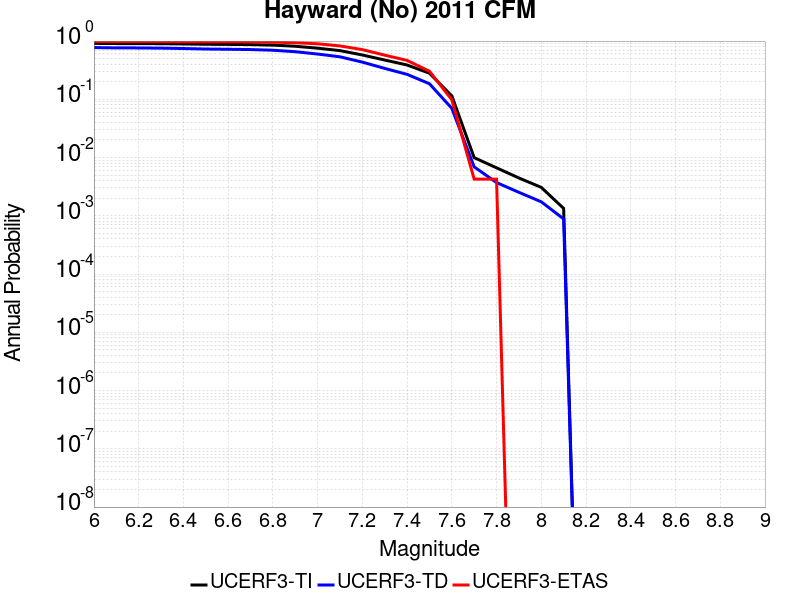 Hayward (No) 2011 CFM
10^0
10^-1
10^-2
10^-3
10^-4
10^-5
10^-6
10^-7
10^-8
Annual Probability
6 6.2 6.4 6.6 6.8 7 7.2 7.4 7.6 7.8 8 8.2 8.4 8.6 8.8 9
Magnitude
UCERF3-TI UCERF3-TD UCERF3-ETAS